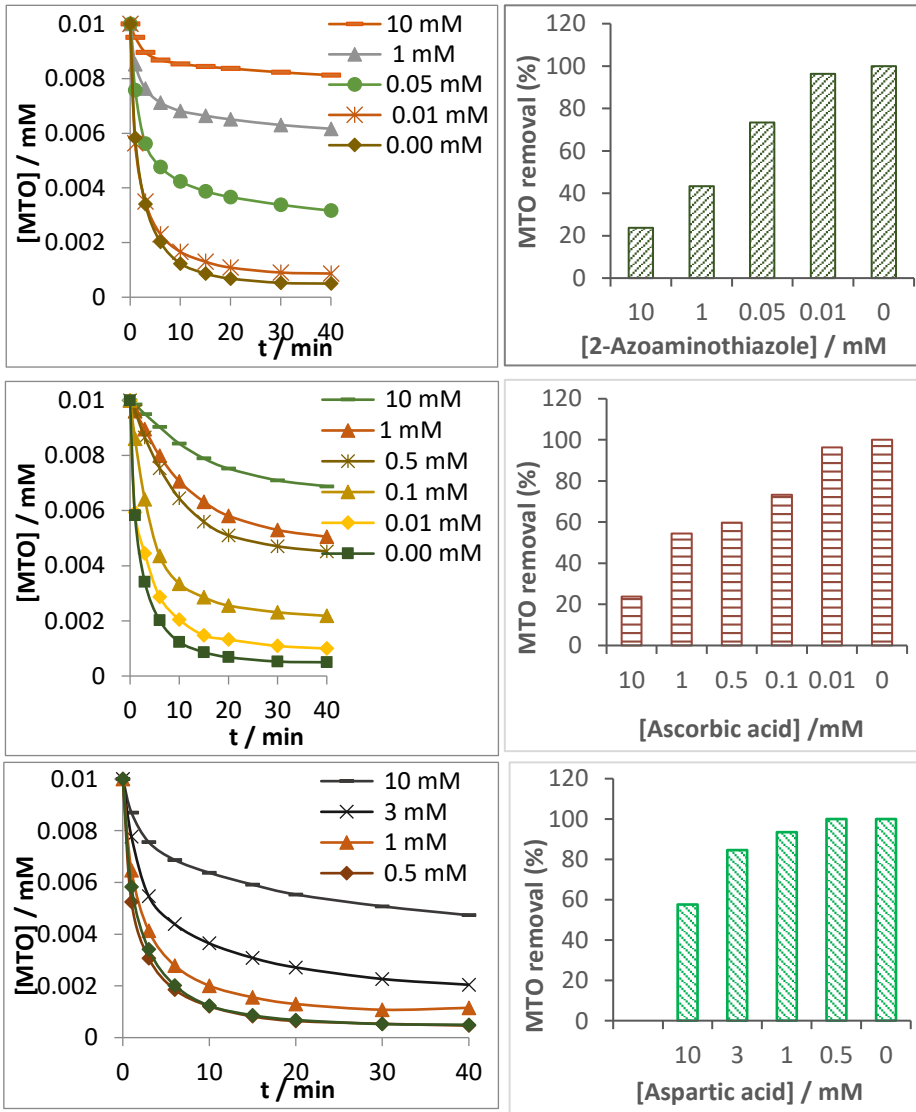 [MTO] / mM
0.01
0.008
0.006
0.004
0.002
0
0 10 20 30 40
t / min
10 mM
1 mM
0.05 mM
0.01 mM
0.00 mM
MTO removal (%)
120
100
80
60
40
20
0
10 1 0.05 0.01 0
[2-Azoaminothiazole] / mM
[MTO] / mM
0.01
0.008
0.006
0.004
0.002
0
0 10 20 30 40
t / min
10 mM
1 mM
0.5 mM
0.1 mM
0.01 mM
0.00 mM
MTO removal (%)
120
100
80
60
40
20
0
10 1 0.5 0.1 0.01 0
[Ascorbic acid] /mM
[MTO] / mM
0.01
0.008
0.006
0.004
0.002
0
0 10 20 30 40
t / min
10 mM
3 mM
1 mM
0.5 mM
MTO removal (%)
120
100
80
60
40
20
0
10 3 1 0.5 0
[Aspartic acid] / mM